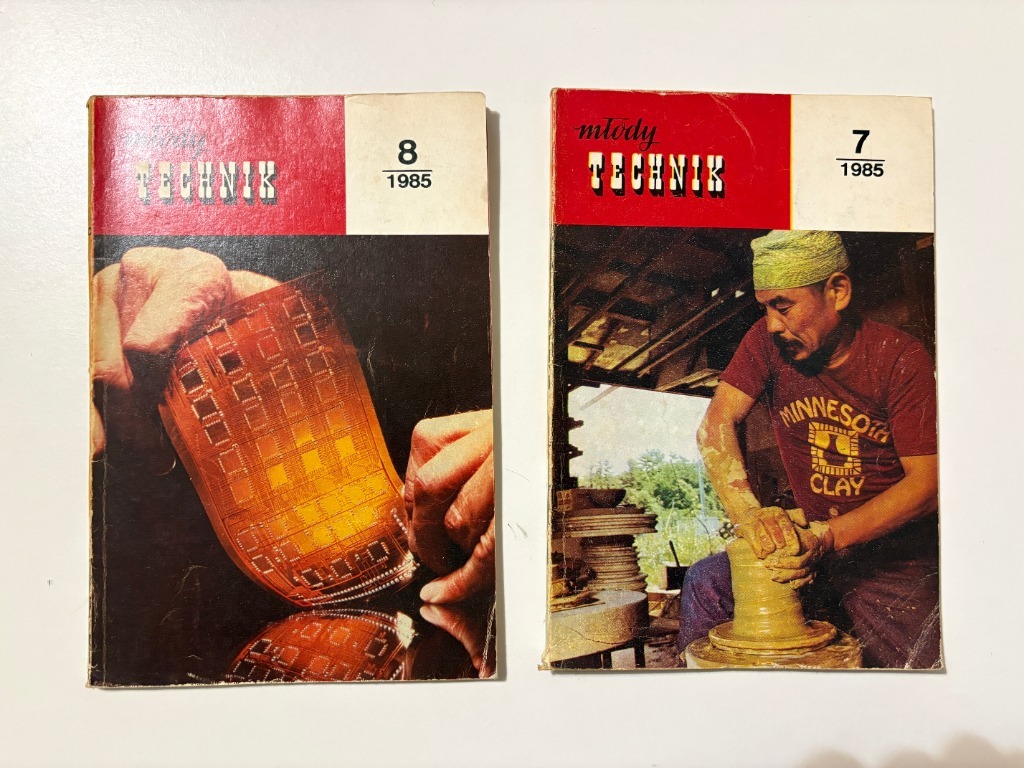 młody
TECHNIK
8
1985
młody
TECHNIK
7
1985
MINNESOTA
CLAY